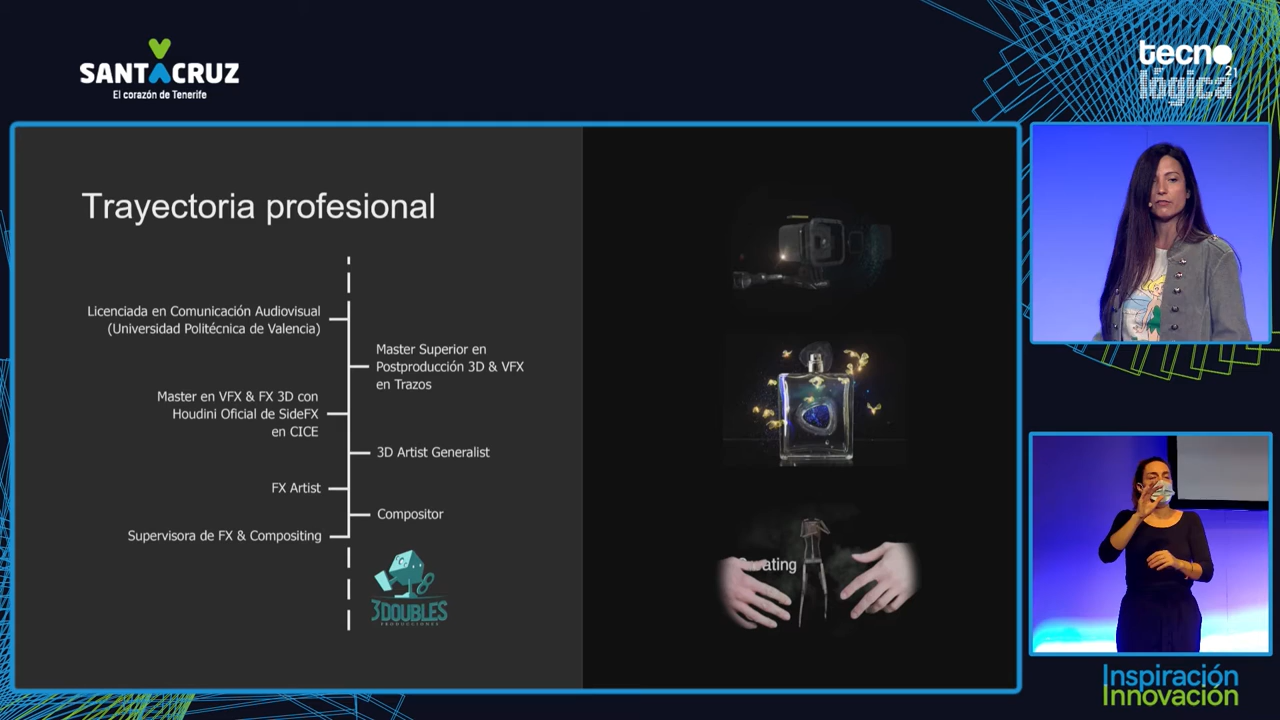 SANTACRUZ
El corazón de Tenerife
tecno
lógica
21
Trayectoria profesional
Licenciada en Comunicación Audiovisual
(Universidad Politécnica de Valencia)
Master Superior en
Postproducción 3D & VFX
en Trazos
Master en VFX & FX 3D con
Houdini Oficial de SideFX
en CICE
3D Artist Generalist
FX Artist
Compositor
Supervisora de FX & Compositing
3DOUBLES
PRODUCCIONES
Creating
Inspiración
Innovación